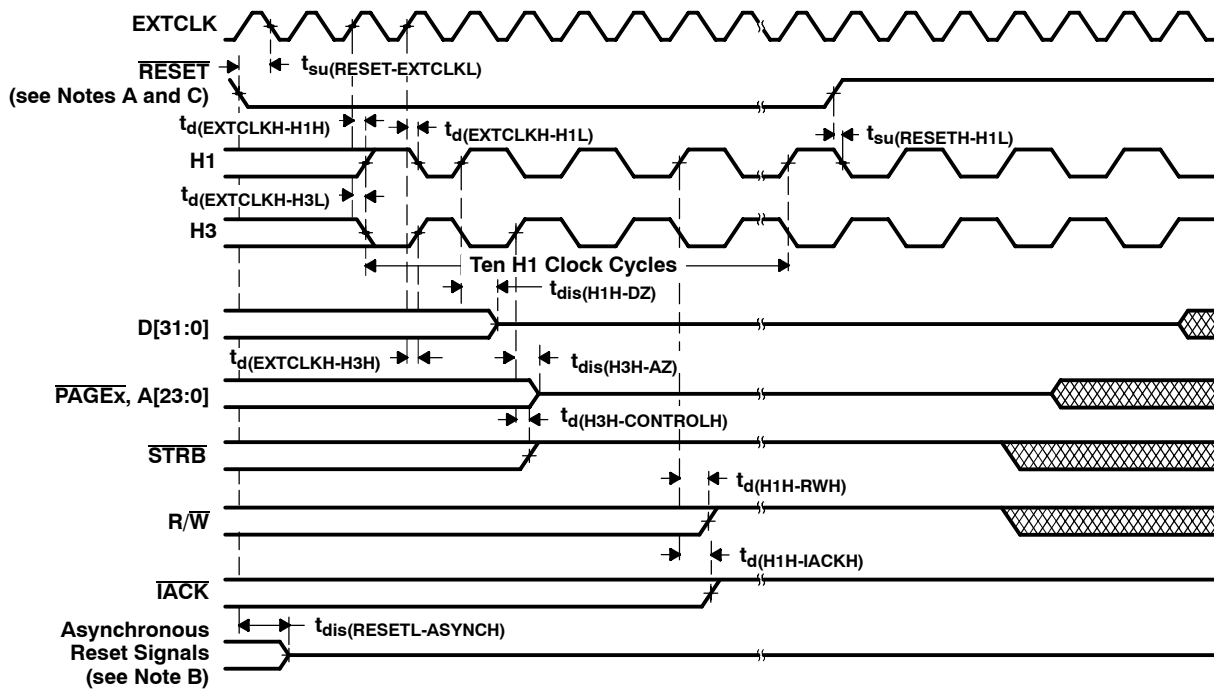 EXTCLK
tsu(RESET-EXTCLKL)
RESET
(see Notes A and C)
td(EXTCLKH-H1H)
td(EXTCLKH-H1L)
tsu(RESETH-H1L)
H1
td(EXTCLKH-H3L)
H3
Ten H1 Clock Cycles
tdis(H1H-DZ)
D[31:0]
td(EXTCLKH-H3H)
tdis(H3H-AZ)
PAGEx, A[23:0]
td(H3H-CONTROLH)
STRB
td(H1H-RWH)
R/W
td(H1H-IACKH)
IACK
Asynchronous
Reset Signals
(see Note B)
tdis(RESETL-ASYNCH)